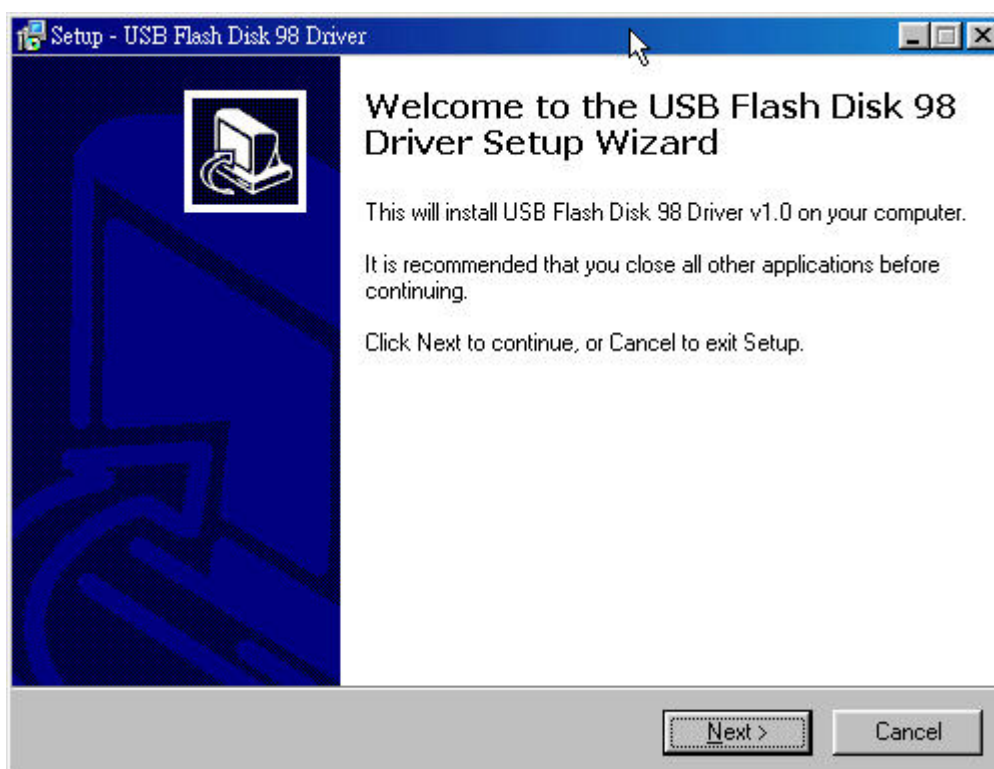 Setup - USB Flash Disk 98 Driver
Welcome to the USB Flash Disk 98
Driver Setup Wizard
This will install USB Flash Disk 98 Driver v1.0 on your computer.
It is recommended that you close all other applications before
continuing.
Click Next to continue, or Cancel to exit Setup.
Next >
Cancel